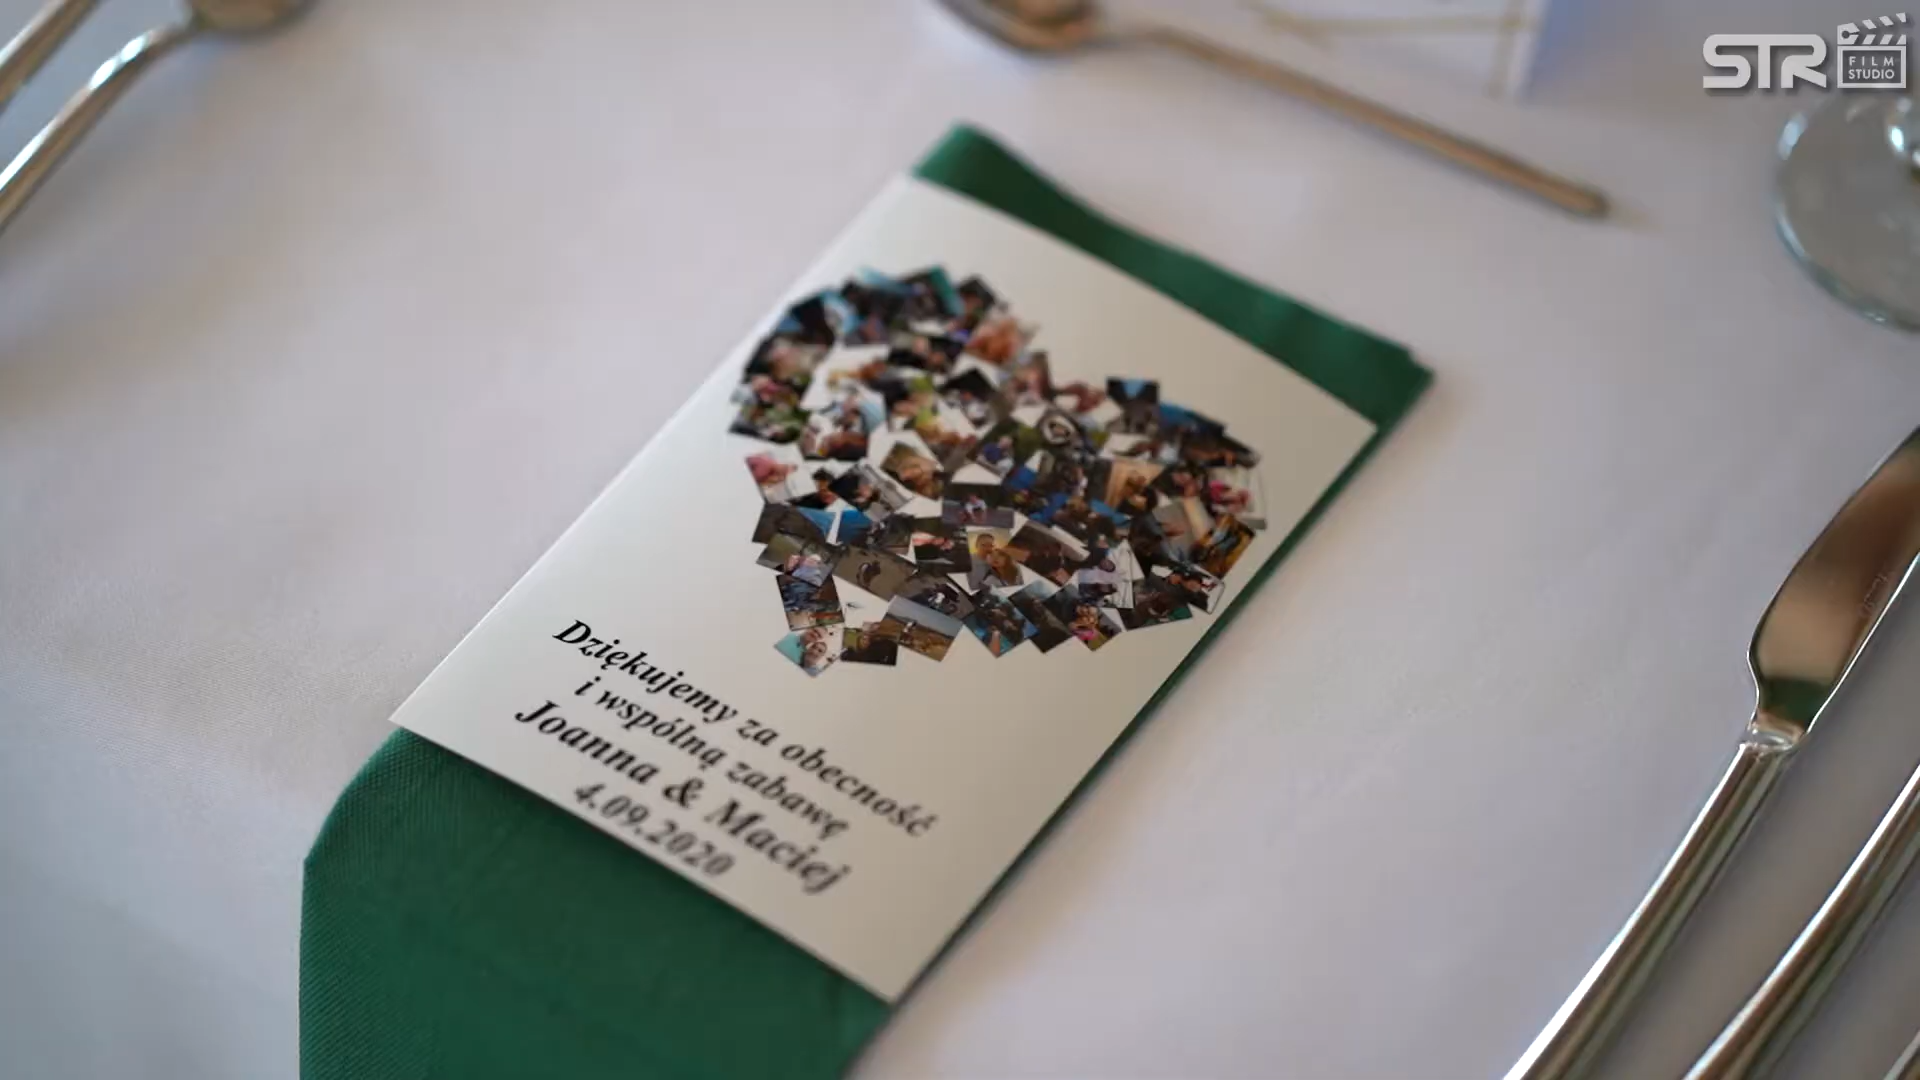 STR
FILM
STUDIO
Dziękujemy za obecność
i wspólną zabawę
Joanna & Maciej
4.09.2020